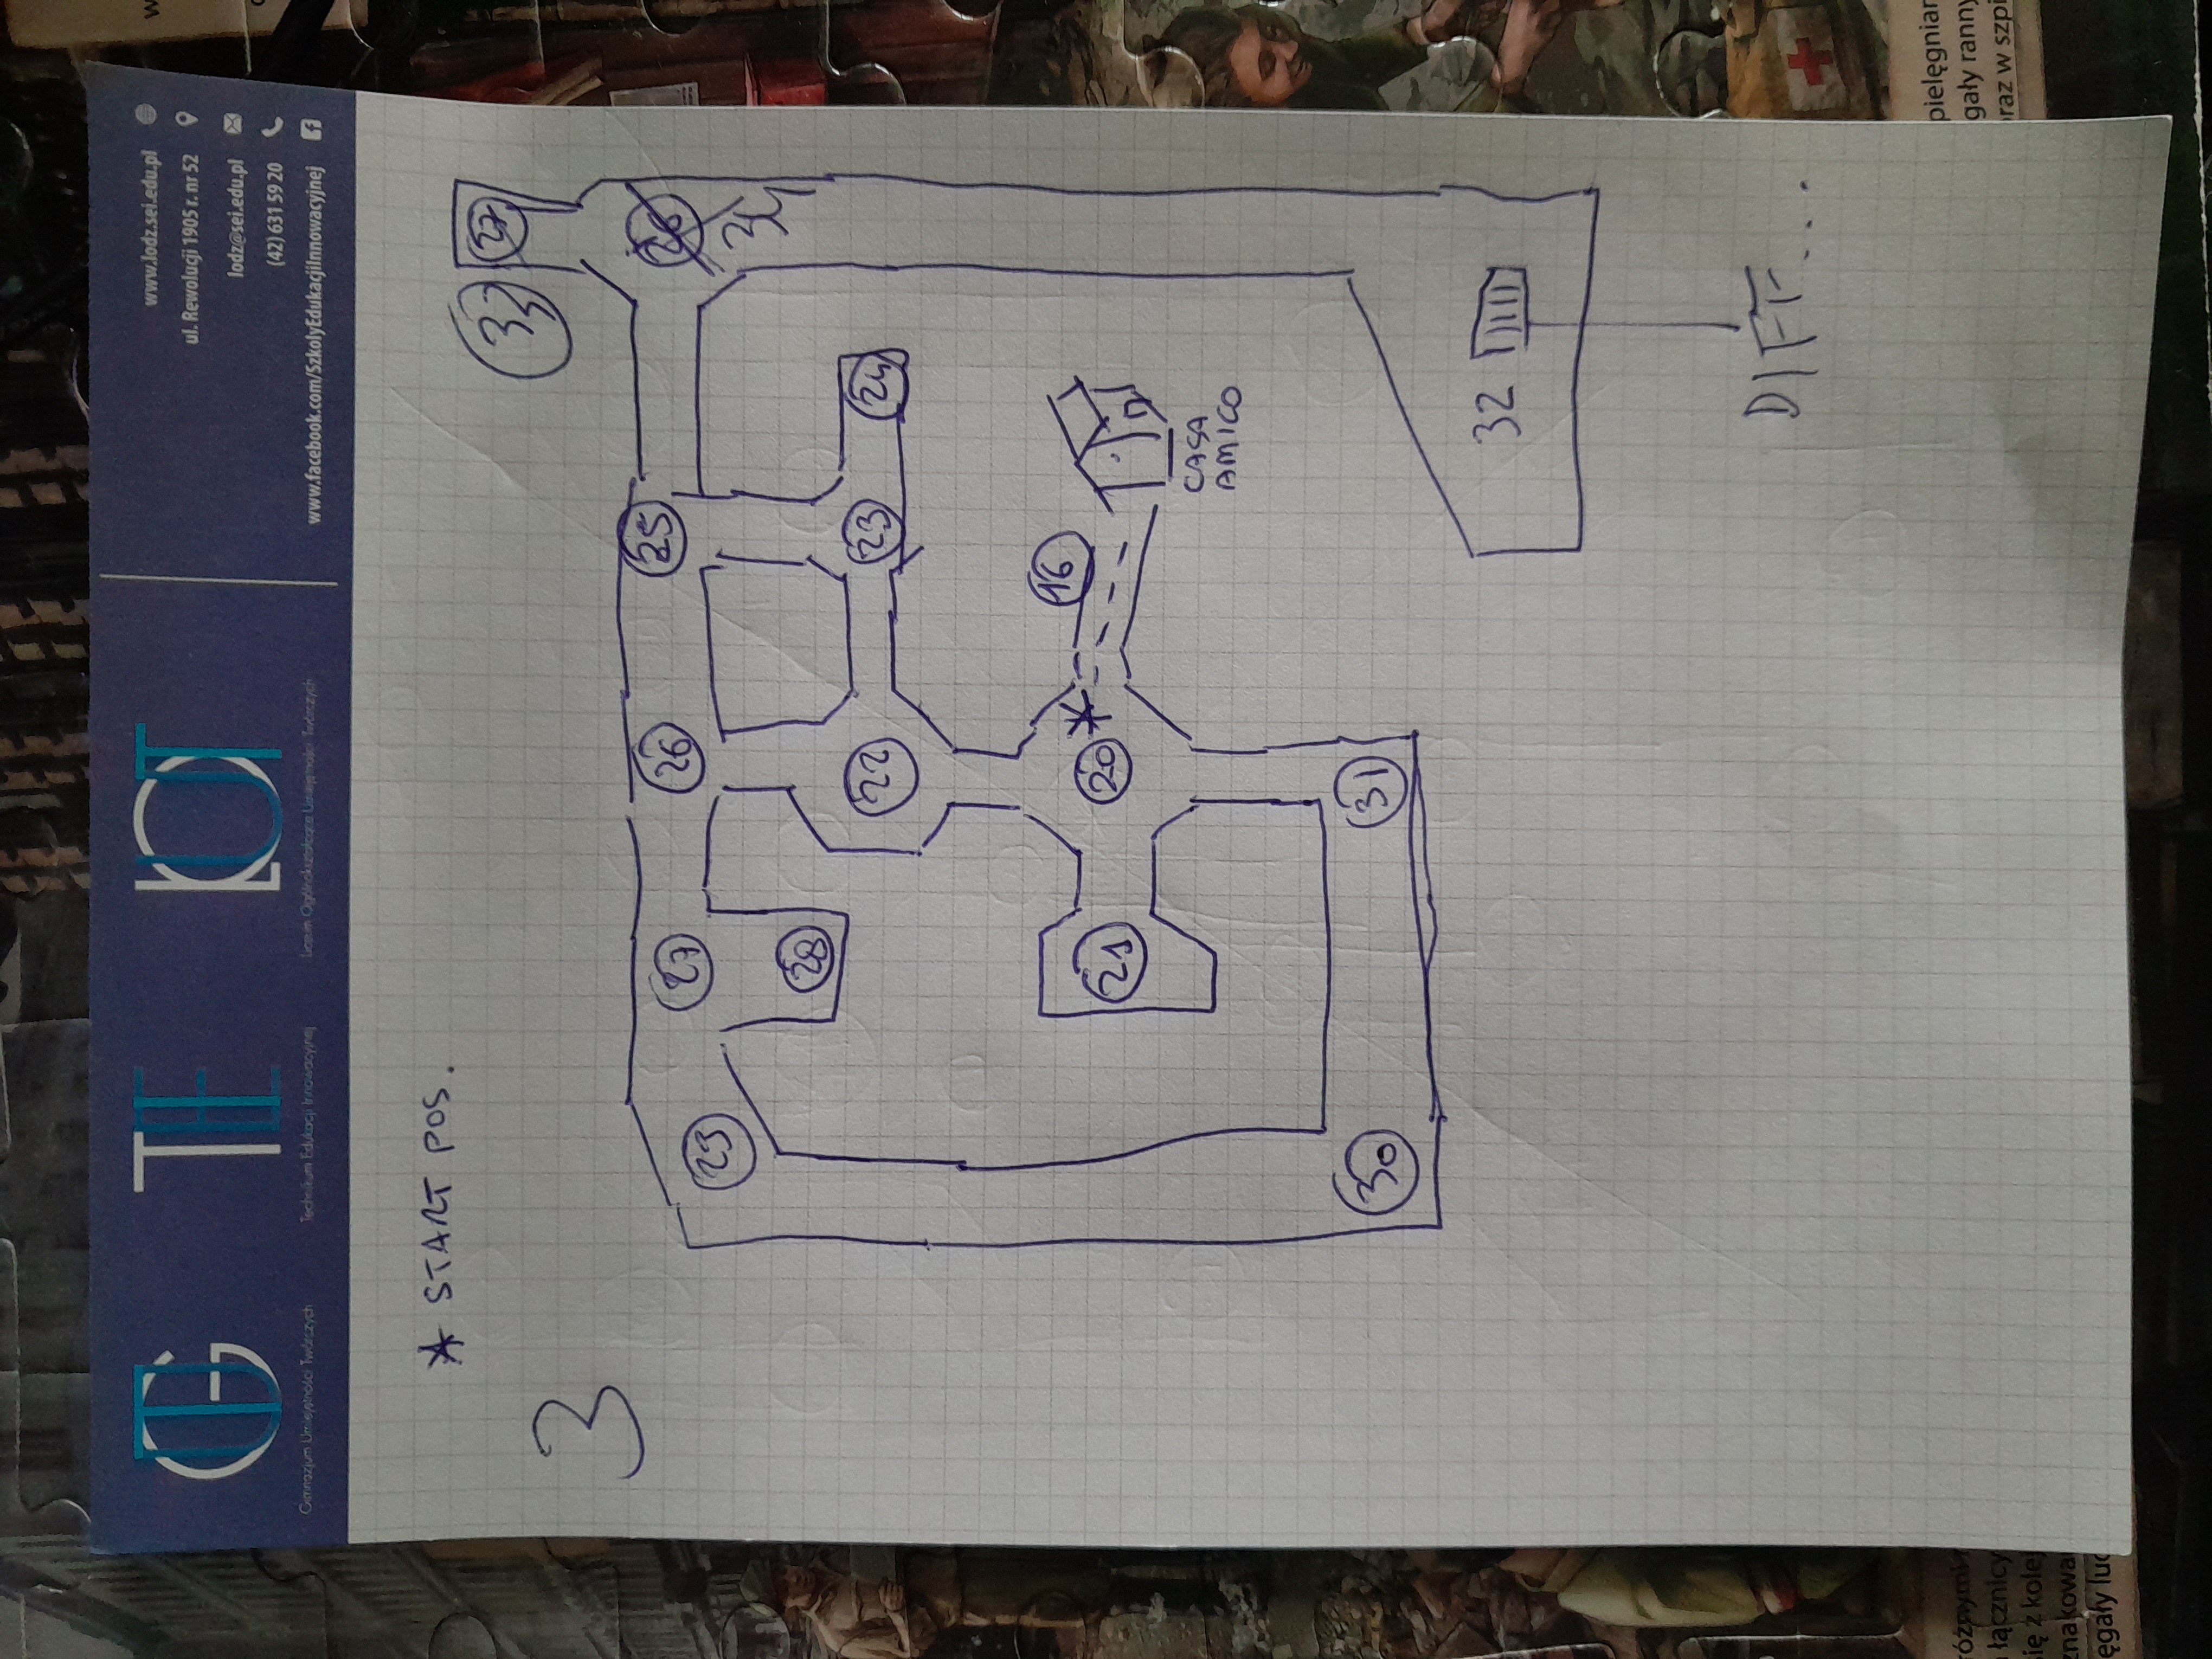 GUT
TEI
LOUT
Gimnazjum Umiejętności Twórczych
Technikum Edukacji Innowacyjnej
Liceum Ogólnokształcące Umiejętności Twórczych
www.lodz.sei.edu.pl
ul. Rewolucji 1905 r. nr 52
lodz@sei.edu.pl
(42) 631 59 20
www.facebook.com/SzkolyEdukacjiInnowacyjnej
* START POS.
3
33
27
27
26
25
26
23
34
28
22
23
24
16
21
20
*
CASA
AMICO
30
31
32
DIFF...
różnymi
łącznicy
się z kole
znakowa
ęgały luc
pielęgniar
gały ranny
oraz w szpi